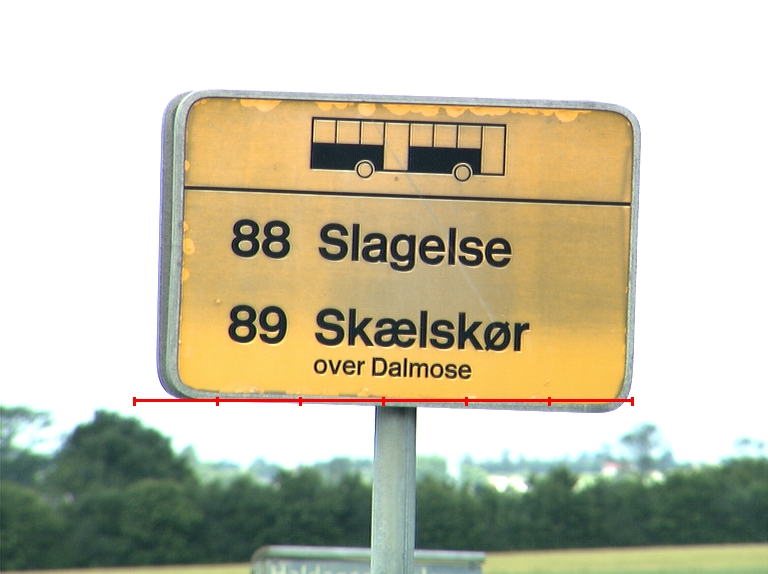 88 Slagelse
89 Skælskør
over Dalmose